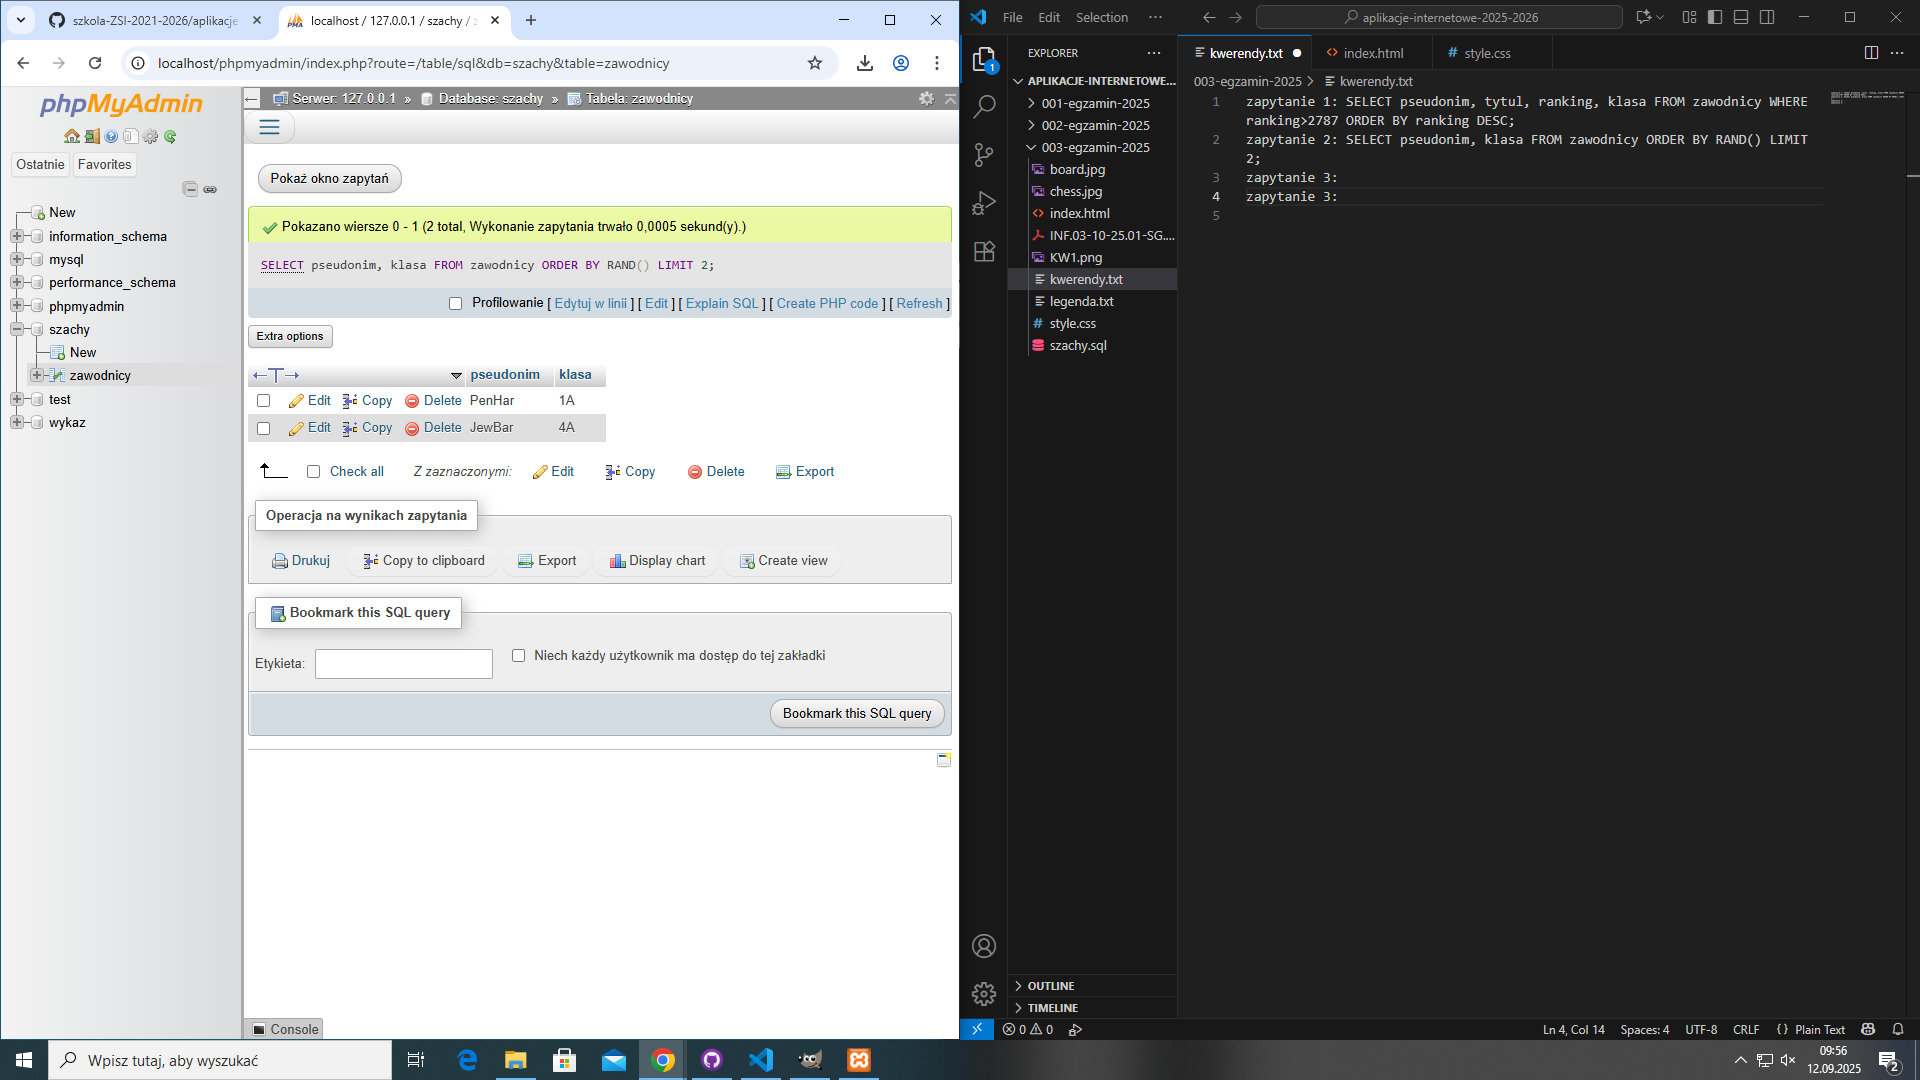 szkola-ZSI-2021-2026/aplikacje
localhost / 127.0.0.1 / szachy / z
localhost/phpmyadmin/index.php?route=/table/sql&db=szachy&table=zawodnicy
phpMyAdmin
Ostatnie
Favorites
New
information_schema
mysql
performance_schema
phpmyadmin
szachy
New
zawodnicy
test
wykaz
Serwer: 127.0.0.1 » Database: szachy » Tabela: zawodnicy
Pokaż okno zapytań
Pokazano wiersze 0 - 1 (2 total, Wykonanie zapytania trwało 0,0005 sekund(y).)
SELECT pseudonim, klasa FROM zawodnicy ORDER BY RAND() LIMIT 2;
Profilowanie [ Edytuj w linii ] [ Edit ] [ Explain SQL ] [ Create PHP code ] [ Refresh ]
Extra options
pseudonim klasa
Edit Copy Delete PenHar 1A
Edit Copy Delete JewBar 4A
Check all Z zaznaczonymi: Edit Copy Delete Export
Operacja na wynikach zapytania
Drukuj Copy to clipboard Export Display chart Create view
Bookmark this SQL query
Etykieta:
Niech każdy użytkownik ma dostęp do tej zakładki
Bookmark this SQL query
Console
File Edit Selection ···
aplikacje-internetowe-2025-2026
EXPLORER
1
APLIKACJE-INTERNETOWE...
001-egzamin-2025
002-egzamin-2025
003-egzamin-2025
board.jpg
chess.jpg
index.html
INF.03-10-25.01-SG....
KW1.png
kwerendy.txt
legenda.txt
style.css
szachy.sql
OUTLINE
TIMELINE
kwerendy.txt
index.html
style.css
003-egzamin-2025 > kwerendy.txt
1 zapytanie 1: SELECT pseudonim, tytul, ranking, klasa FROM zawodnicy WHERE
ranking>2787 ORDER BY ranking DESC;
2 zapytanie 2: SELECT pseudonim, klasa FROM zawodnicy ORDER BY RAND() LIMIT
2;
3 zapytanie 3:
4 zapytanie 3:
5
0 0
Ln 4, Col 14 Spaces: 4 UTF-8 CRLF {} Plain Text
Wpisz tutaj, aby wyszukać
09:56
12.09.2025
2